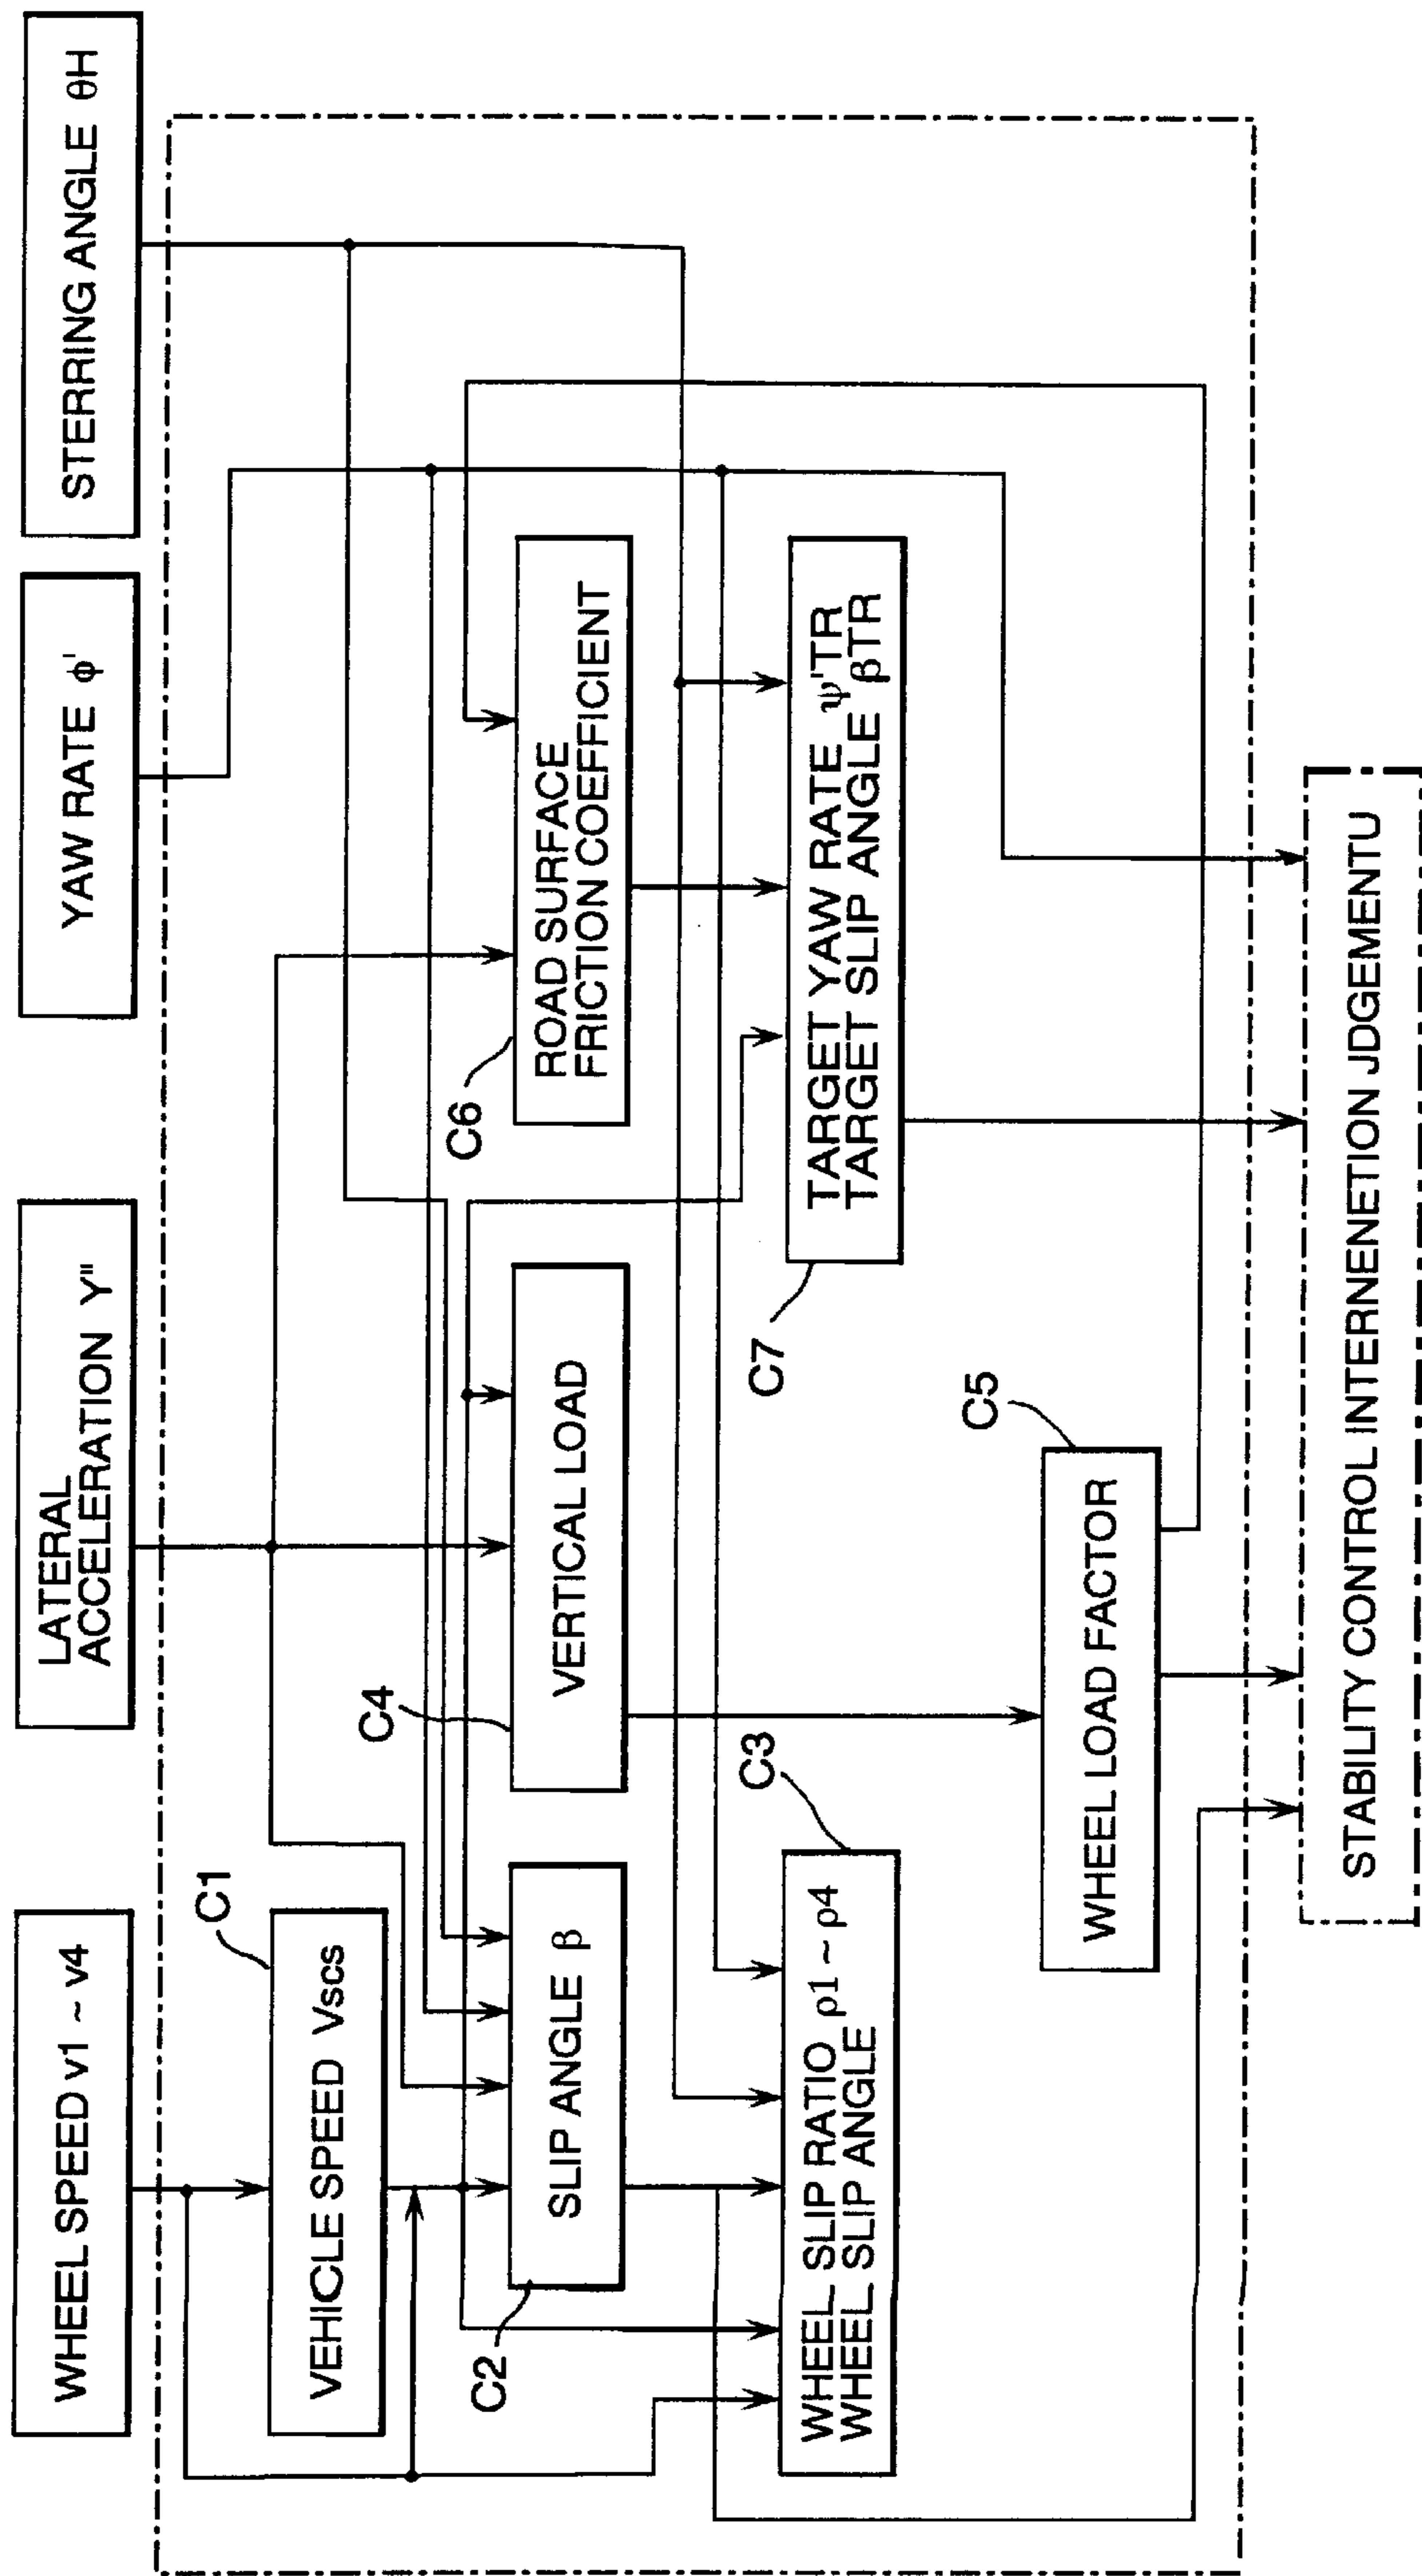 WHEEL SPEED v1 ~ v4
LATERAL
ACCELERATION Y"
YAW RATE ϕ'
STERRING ANGLE θH
C1
VEHICLE SPEED Vscs
C2
SLIP ANGLE β
C4
VERTICAL LOAD
C6
ROAD SURFACE
FRICTION COEFFICIENT
C3
WHEEL SLIP RATIO ρ1 ~ ρ4
WHEEL SLIP ANGLE
C7
TARGET YAW RATE ψ'TR
TARGET SLIP ANGLE βTR
C5
WHEEL LOAD FACTOR
STABILITY CONTROL INTERNENETION JDGEMENTU